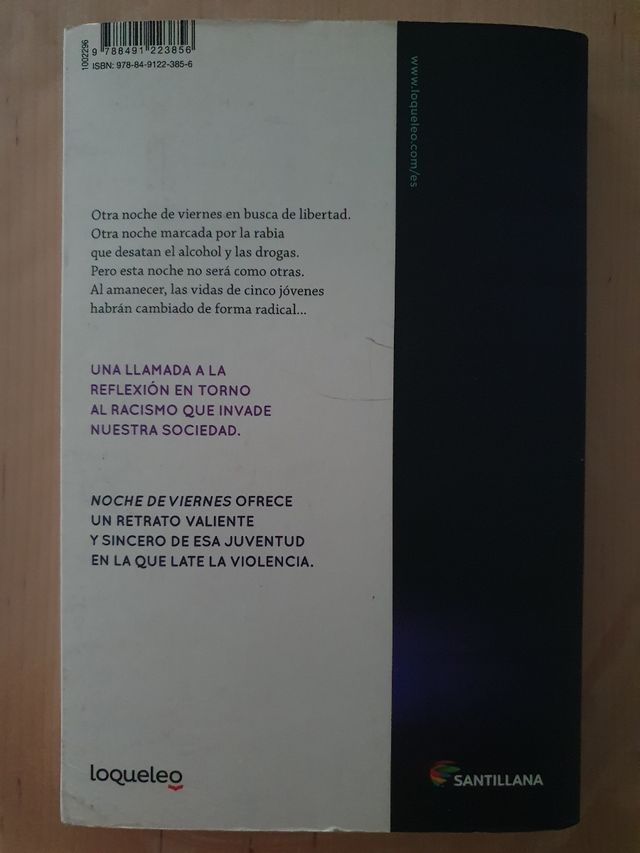 1002296
9 788491 223856
ISBN: 978-84-9122-385-6
www.loqueleo.com/es
Otra noche de viernes en busca de libertad.
Otra noche marcada por la rabia
que desatan el alcohol y las drogas.
Pero esta noche no será como otras.
Al amanecer, las vidas de cinco jóvenes
habrán cambiado de forma radical...
UNA LLAMADA A LA
REFLEXIÓN EN TORNO
AL RACISMO QUE INVADE
NUESTRA SOCIEDAD.
NOCHE DE VIERNES OFRECE
UN RETRATO VALIENTE
Y SINCERO DE ESA JUVENTUD
EN LA QUE LATE LA VIOLENCIA.
loqueleo
SANTILLANA